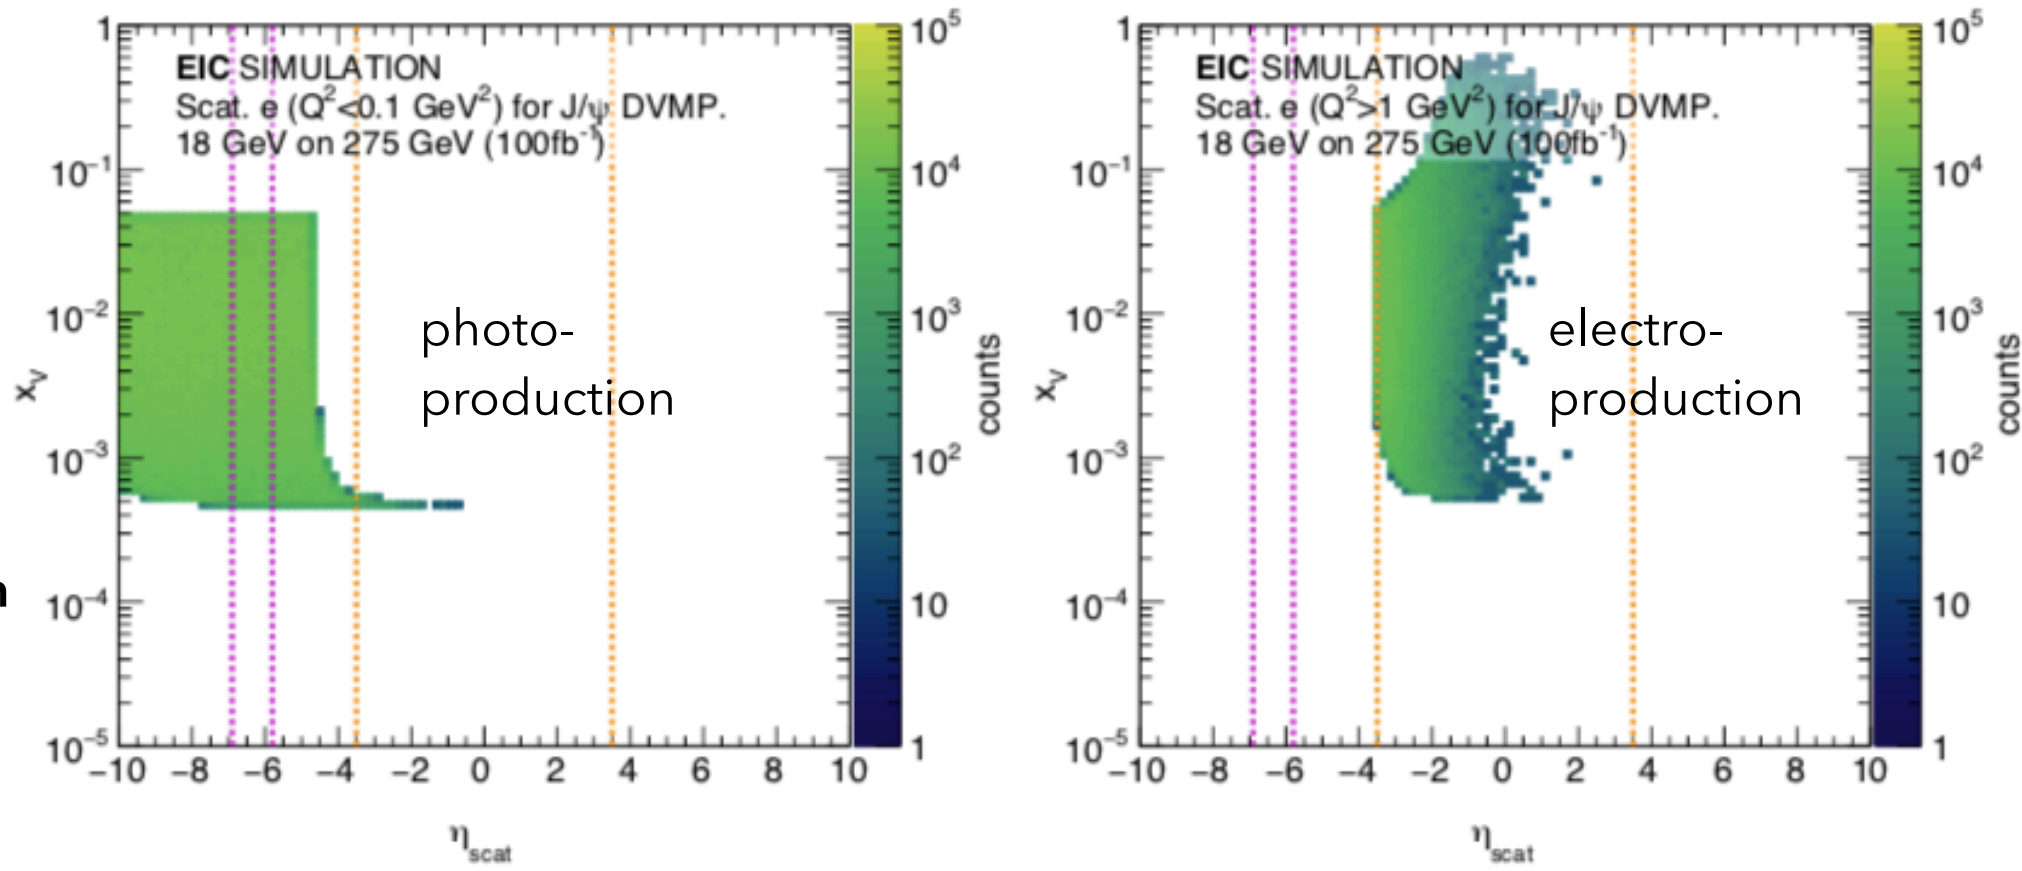 EIC SIMULATION
Scat. e (Q²<0.1 GeV²) for J/ψ DVMP.
18 GeV on 275 GeV (100fb⁻¹)
photo-
production
1
10⁻¹
10⁻²
10⁻³
10⁻⁴
10⁻⁵
x_V
−10 −8 −6 −4 −2 0 2 4 6 8 10
η_scat
10⁵
10⁴
10³
10²
10
1
counts
EIC SIMULATION
Scat. e (Q²>1 GeV²) for J/ψ DVMP.
18 GeV on 275 GeV (100fb⁻¹)
electro-
production
1
10⁻¹
10⁻²
10⁻³
10⁻⁴
10⁻⁵
x_V
−10 −8 −6 −4 −2 0 2 4 6 8 10
η_scat
10⁵
10⁴
10³
10²
10
1
counts